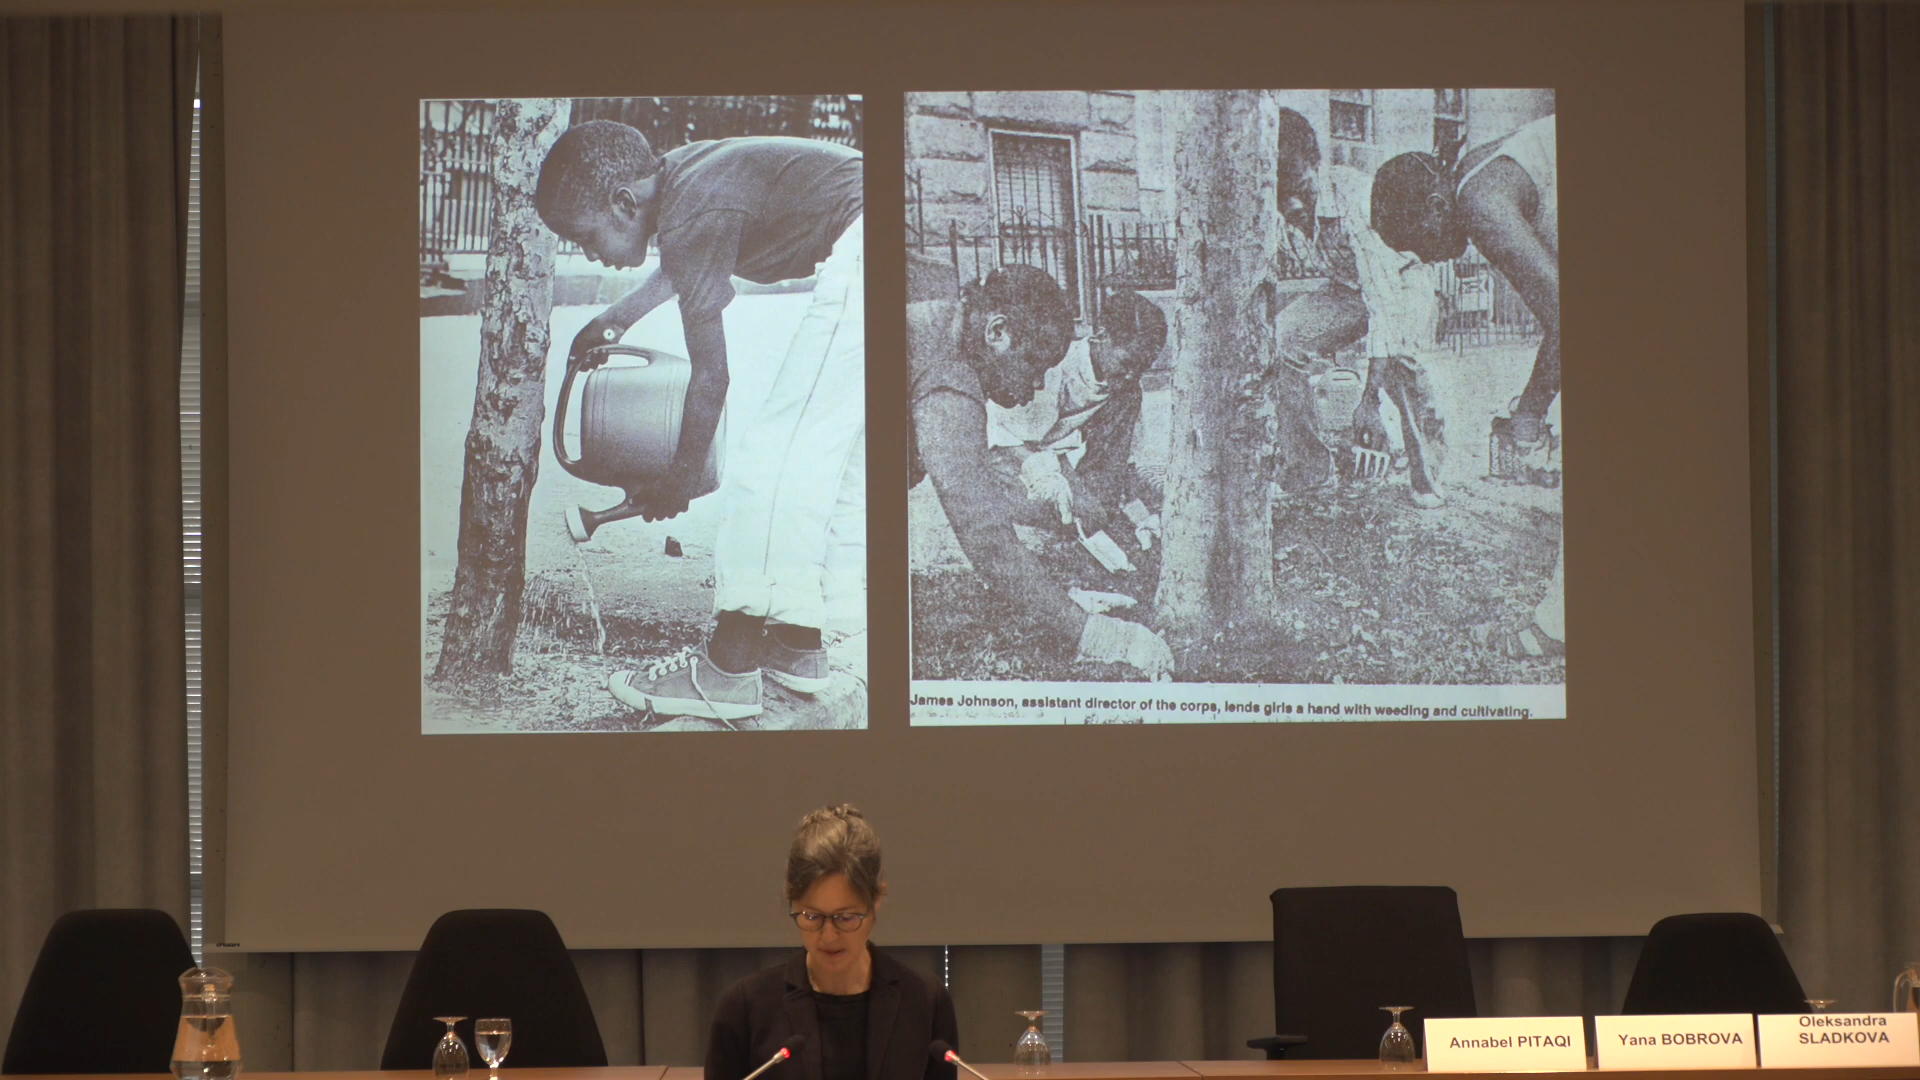 James Johnson, assistant director of the corps, lends girls a hand with weeding and cultivating.
Annabel PITAQI
Yana BOBROVA
Oleksandra
SLADKOVA